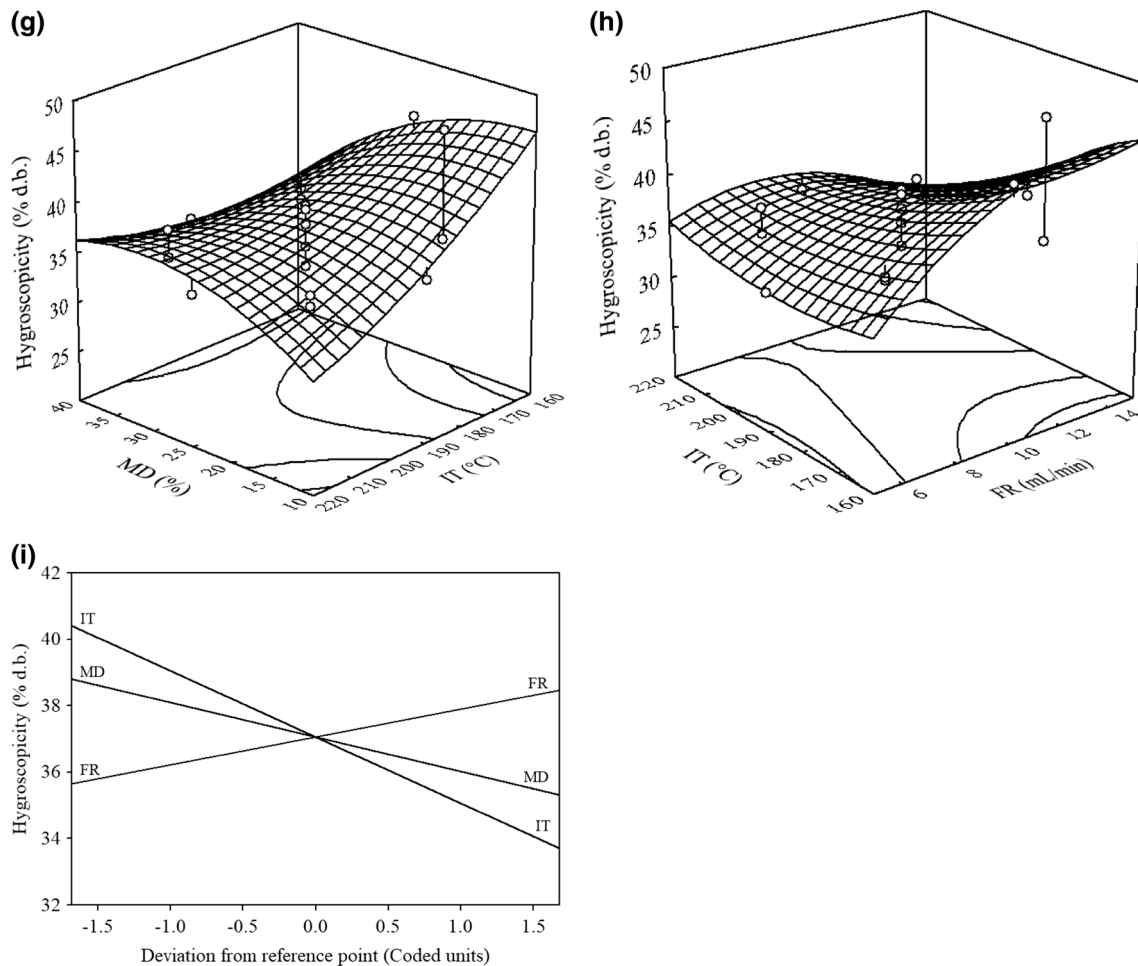 (g)
Hygroscopicity (% d.b.)
50
45
40
35
30
25
40
35
30
25
20
15
10
MD (%)
220
210
200
190
180
170
160
IT (°C)
(h)
Hygroscopicity (% d.b.)
50
45
40
35
30
25
220
210
200
190
180
170
160
IT (°C)
6
8
10
12
14
FR (mL/min)
(i)
Hygroscopicity (% d.b.)
42
40
38
36
34
32
IT
MD
FR
FR
MD
IT
-1.5 -1.0 -0.5 0.0 0.5 1.0 1.5
Deviation from reference point (Coded units)